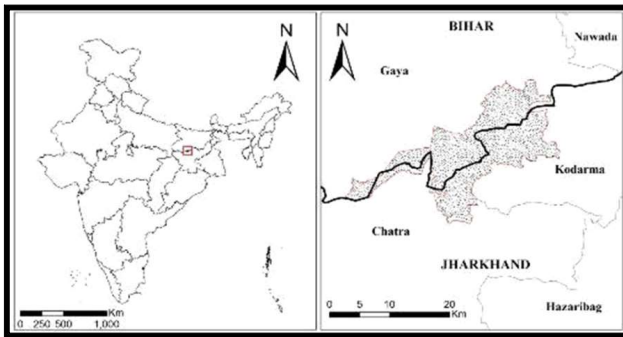 N
Km
0 250 500 1,000
N
BIHAR
Nawada
Gaya
Kodarma
Chatra
JHARKHAND
Km
0 5 10 20
Hazaribag